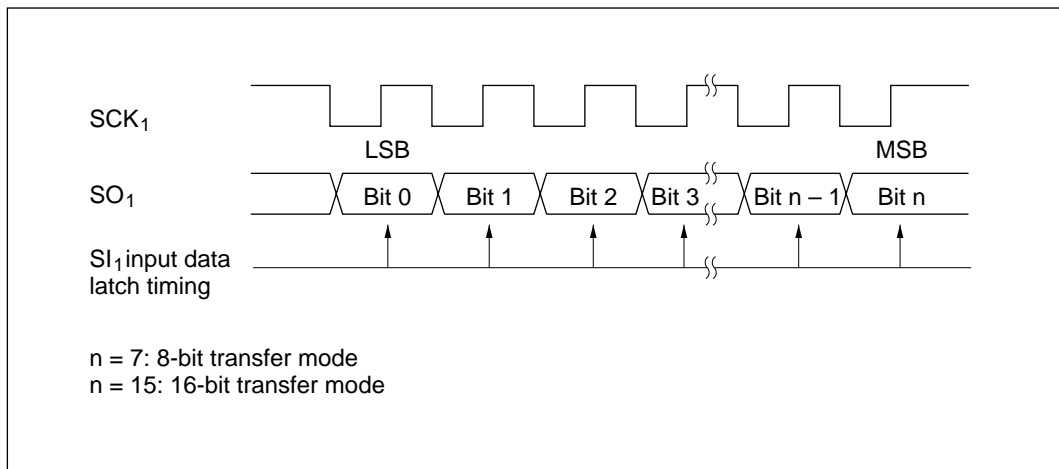 SCK1
LSB MSB
SO1 Bit 0 Bit 1 Bit 2 Bit 3 Bit n – 1 Bit n
SI1 input data
latch timing
n = 7: 8-bit transfer mode
n = 15: 16-bit transfer mode